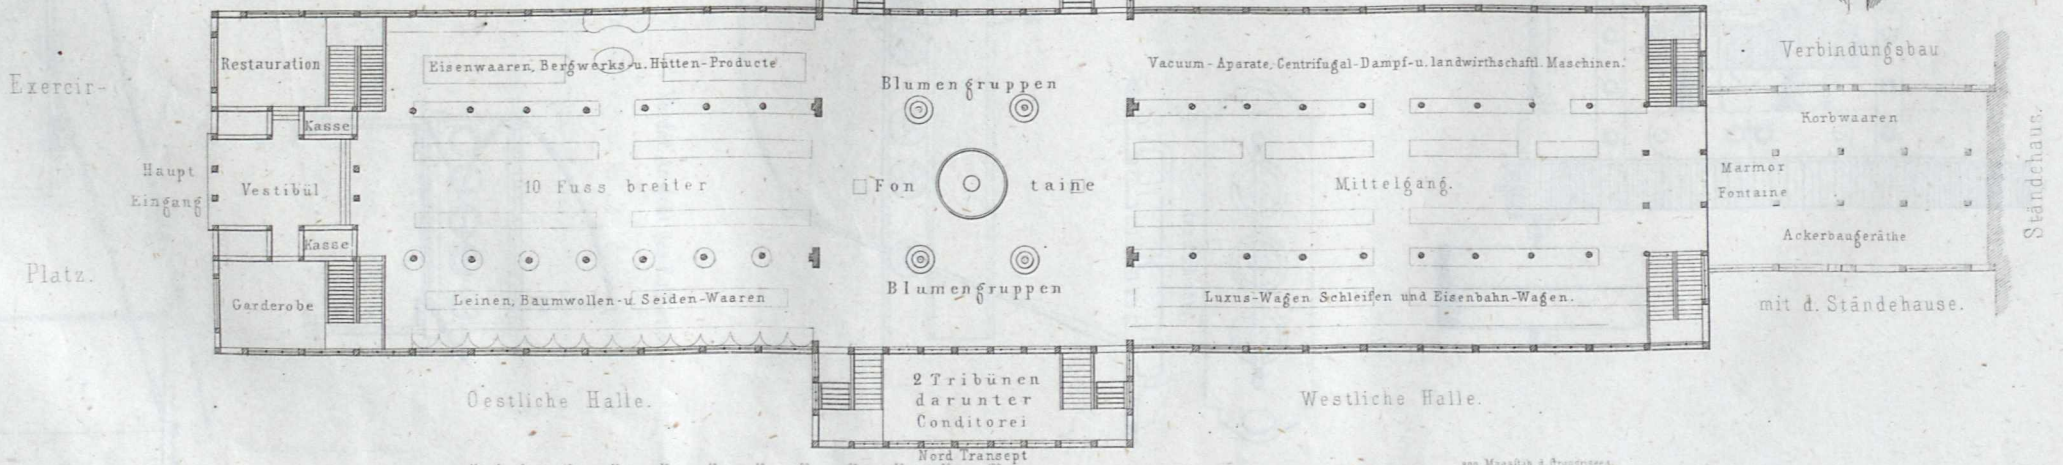 Exercir-
Platz.
Haupt
Eingang
Restauration
Kasse
Vestibül
Kasse
Garderobe
Eisenwaaren, Bergwerks-u. Hütten-Producte
10 Fuss breiter
Leinen, Baumwollen-u. Seiden-Waaren
Oestliche Halle.
Blumengruppen
Fon taine
Blumengruppen
2 Tribünen
darunter
Conditorei
Nord Transept
Vacuum-Aparate, Centrifugal-Dampf-u. landwirthschaftl. Maschinen.
Mittelgang.
Luxus-Wagen Schleifen und Eisenbahn-Wagen.
Westliche Halle.
Verbindungsbau
Korbwaaren
Marmor
Fontaine
Ackerbaugeräthe
mit d. Ständehause.
Ständehaus.